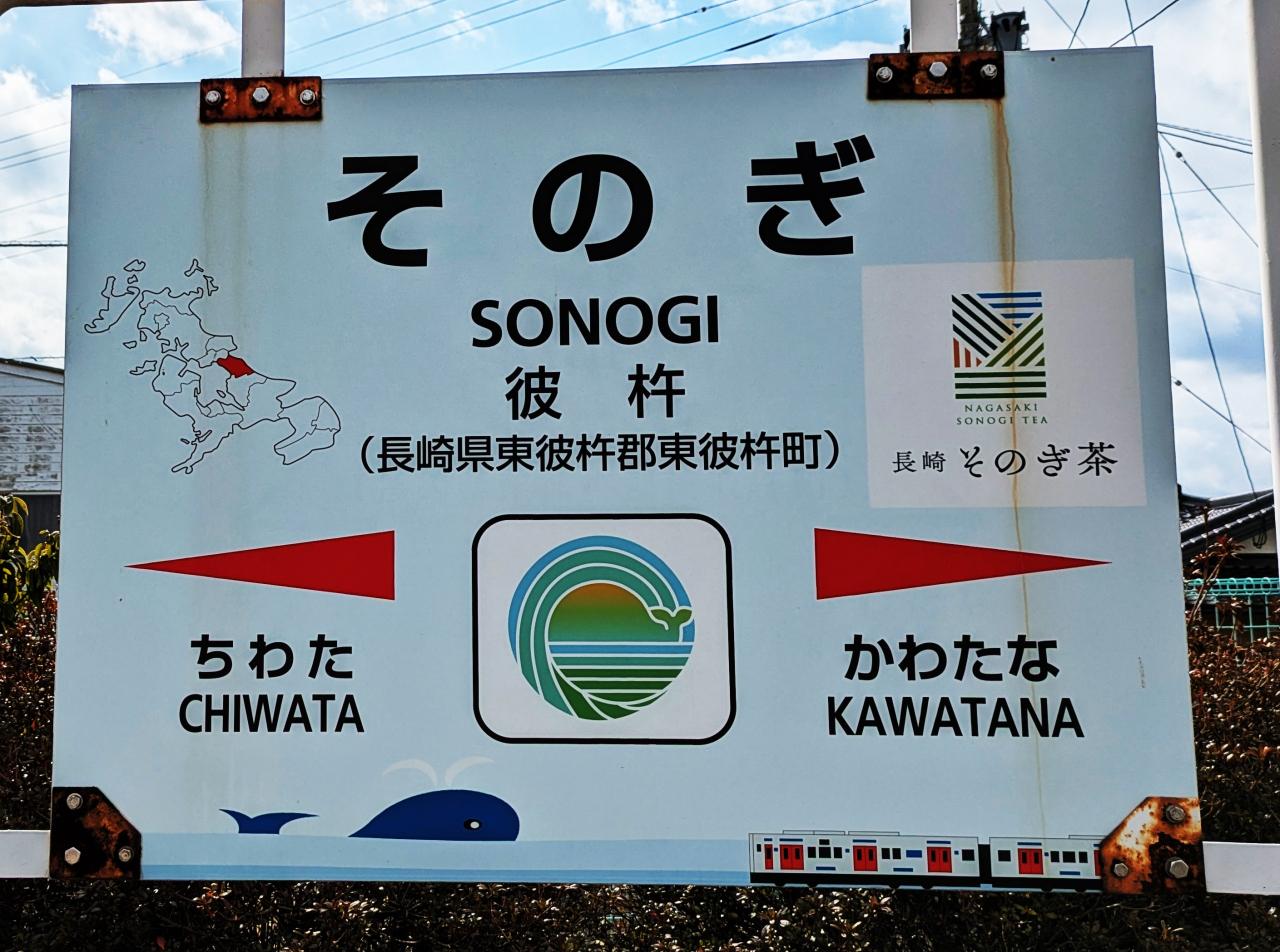 そのぎ
SONOGI
彼杵
（長崎県東彼杵郡東彼杵町）
NAGASAKI
SONOGI TEA
長崎 そのぎ茶
ちわた
CHIWATA
かわたな
KAWATANA